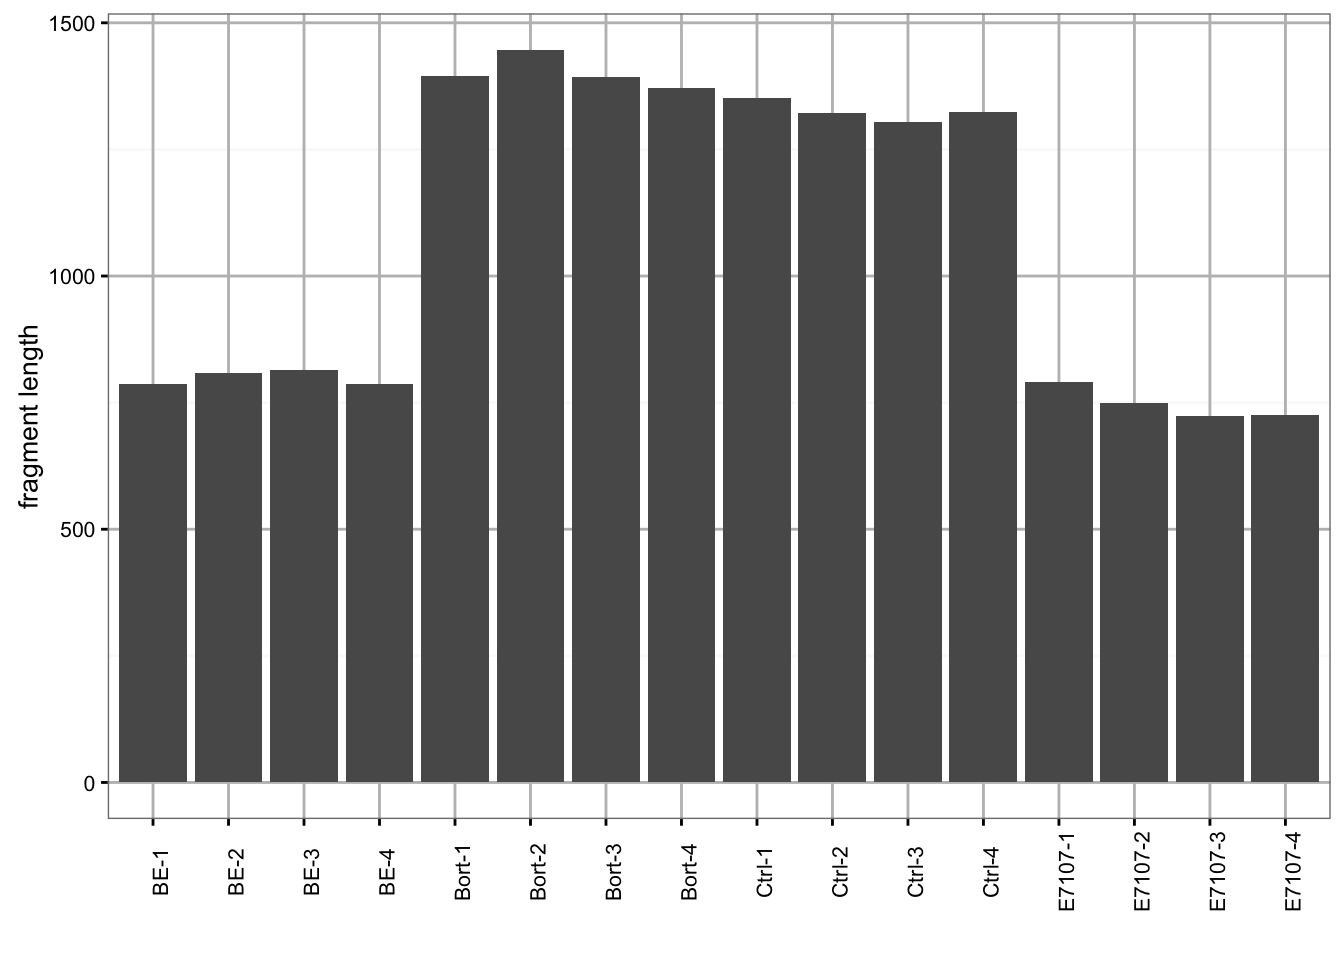 1500
1000
500
0
fragment length
BE-1
BE-2
BE-3
BE-4
Bort-1
Bort-2
Bort-3
Bort-4
Ctrl-1
Ctrl-2
Ctrl-3
Ctrl-4
E7107-1
E7107-2
E7107-3
E7107-4